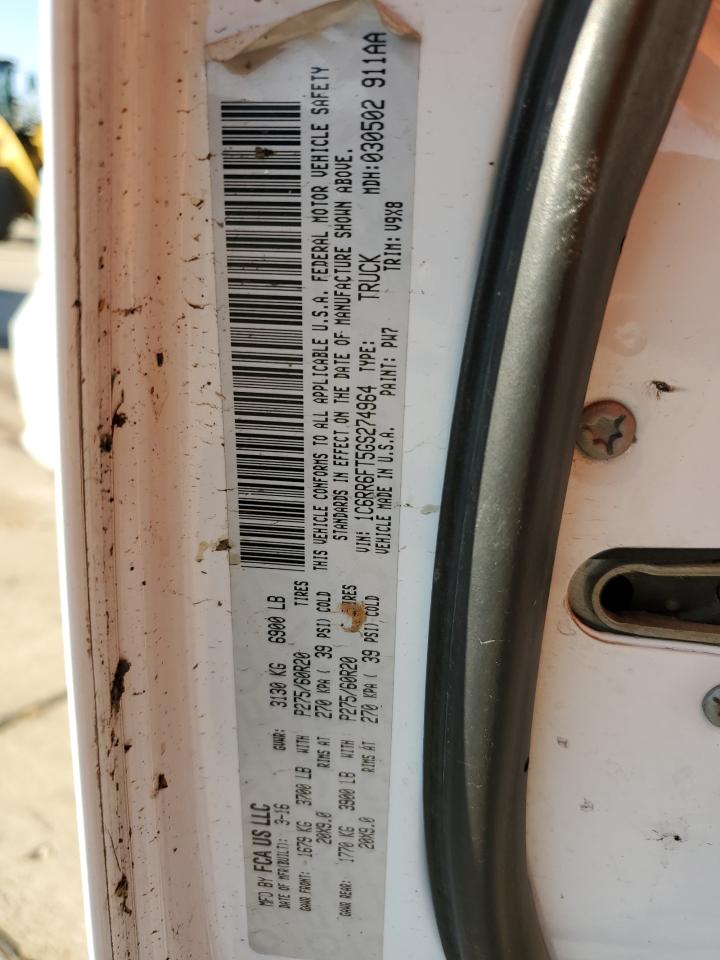 MFD BY FCA US LLC
DATE OF MFR(BUILT): 3-16 GVWR: 3130 KG 6900 LB
GAWR FRONT: 1679 KG 3700 LB WITH P275/60R20 TIRES
20X9.0 RIMS AT 270 KPA ( 39 PSI) COLD
GAWR REAR: 1770 KG 3900 LB WITH P275/60R20
20X9.0 RIMS AT 270 KPA ( 39 PSI) COLD
THIS VEHICLE CONFORMS TO ALL APPLICABLE U.S.A. FEDERAL MOTOR VEHICLE SAFETY
STANDARDS IN EFFECT ON THE DATE OF MANUFACTURE SHOWN ABOVE.
VIN: 1C6RR6FT5GS274964 TYPE: TRUCK MDH:030502 911AA
VEHICLE MADE IN U.S.A. PAINT: PW7 TRIM: V9X8